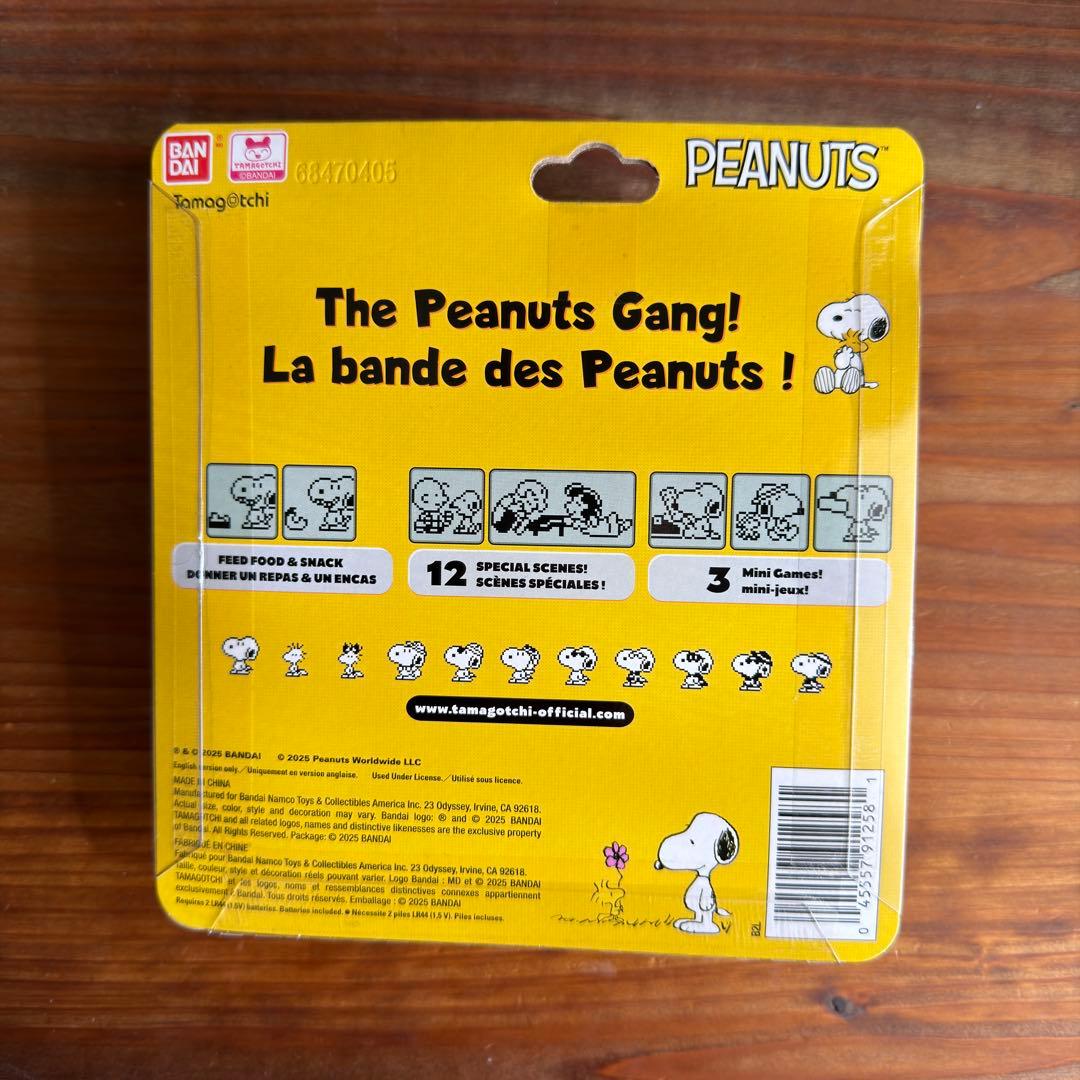 BAN
DAI
TAMAGOTCHI
©BANDAI
68470405
PEANUTS™
Tamag@tchi
The Peanuts Gang!
La bande des Peanuts !
FEED FOOD & SNACK
DONNER UN REPAS & UN ENCAS
12 SPECIAL SCENES!
SCÈNES SPÉCIALES !
3 Mini Games!
mini-jeux!
www.tamagotchi-official.com
® & © 2025 BANDAI © 2025 Peanuts Worldwide LLC
English version only./Uniquement en version anglaise. Used Under License./Utilisé sous licence.
MADE IN CHINA
Manufactured for Bandai Namco Toys & Collectibles America Inc. 23 Odyssey, Irvine, CA 92618.
Actual size, color, style and decoration may vary. Bandai logo: ® and © 2025 BANDAI
TAMAGOTCHI and all related logos, names and distinctive likenesses are the exclusive property
of Bandai. All Rights Reserved. Package: © 2025 BANDAI
FABRIQUÉ EN CHINE
Fabriqué pour Bandai Namco Toys & Collectibles America Inc. 23 Odyssey, Irvine, CA 92618.
Taille, couleur, style et décoration réels pouvant varier. Logo Bandai : MD et © 2025 BANDAI
TAMAGOTCHI et les logos, noms et ressemblances distinctives connexes appartiennent
exclusivement à Bandai. Tous droits réservés. Emballage : © 2025 BANDAI
Requires 2 LR44 (1.5V) batteries. Batteries included. ● Nécessite 2 piles LR44 (1,5 V). Piles incluses.
B2L
0 45557 91258 1